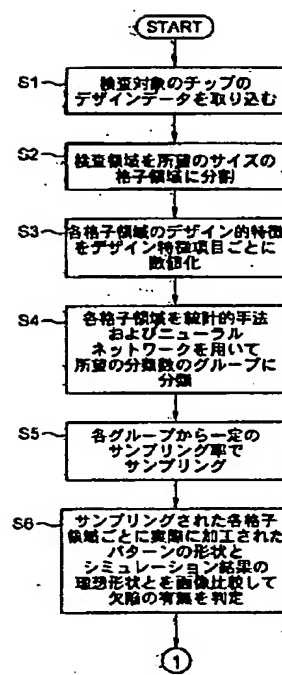 START
S1
検査対象のチップの
デザインデータを取り込む
S2
検査領域を所望のサイズの
格子領域に分割
S3
各格子領域のデザイン的特徴
をデザイン特徴項目ごとに
数値化
S4
各格子領域を統計的手法
およびニューラル
ネットワークを用いて
所望の分類数のグループに
分類
S5
各グループから一定の
サンプリング率で
サンプリング
S6
サンプリングされた各格子
領域ごとに実際に加工された
パターンの形状と
シミュレーション結果の
理想形状とを画像比較して
欠陥の有無を判定
1